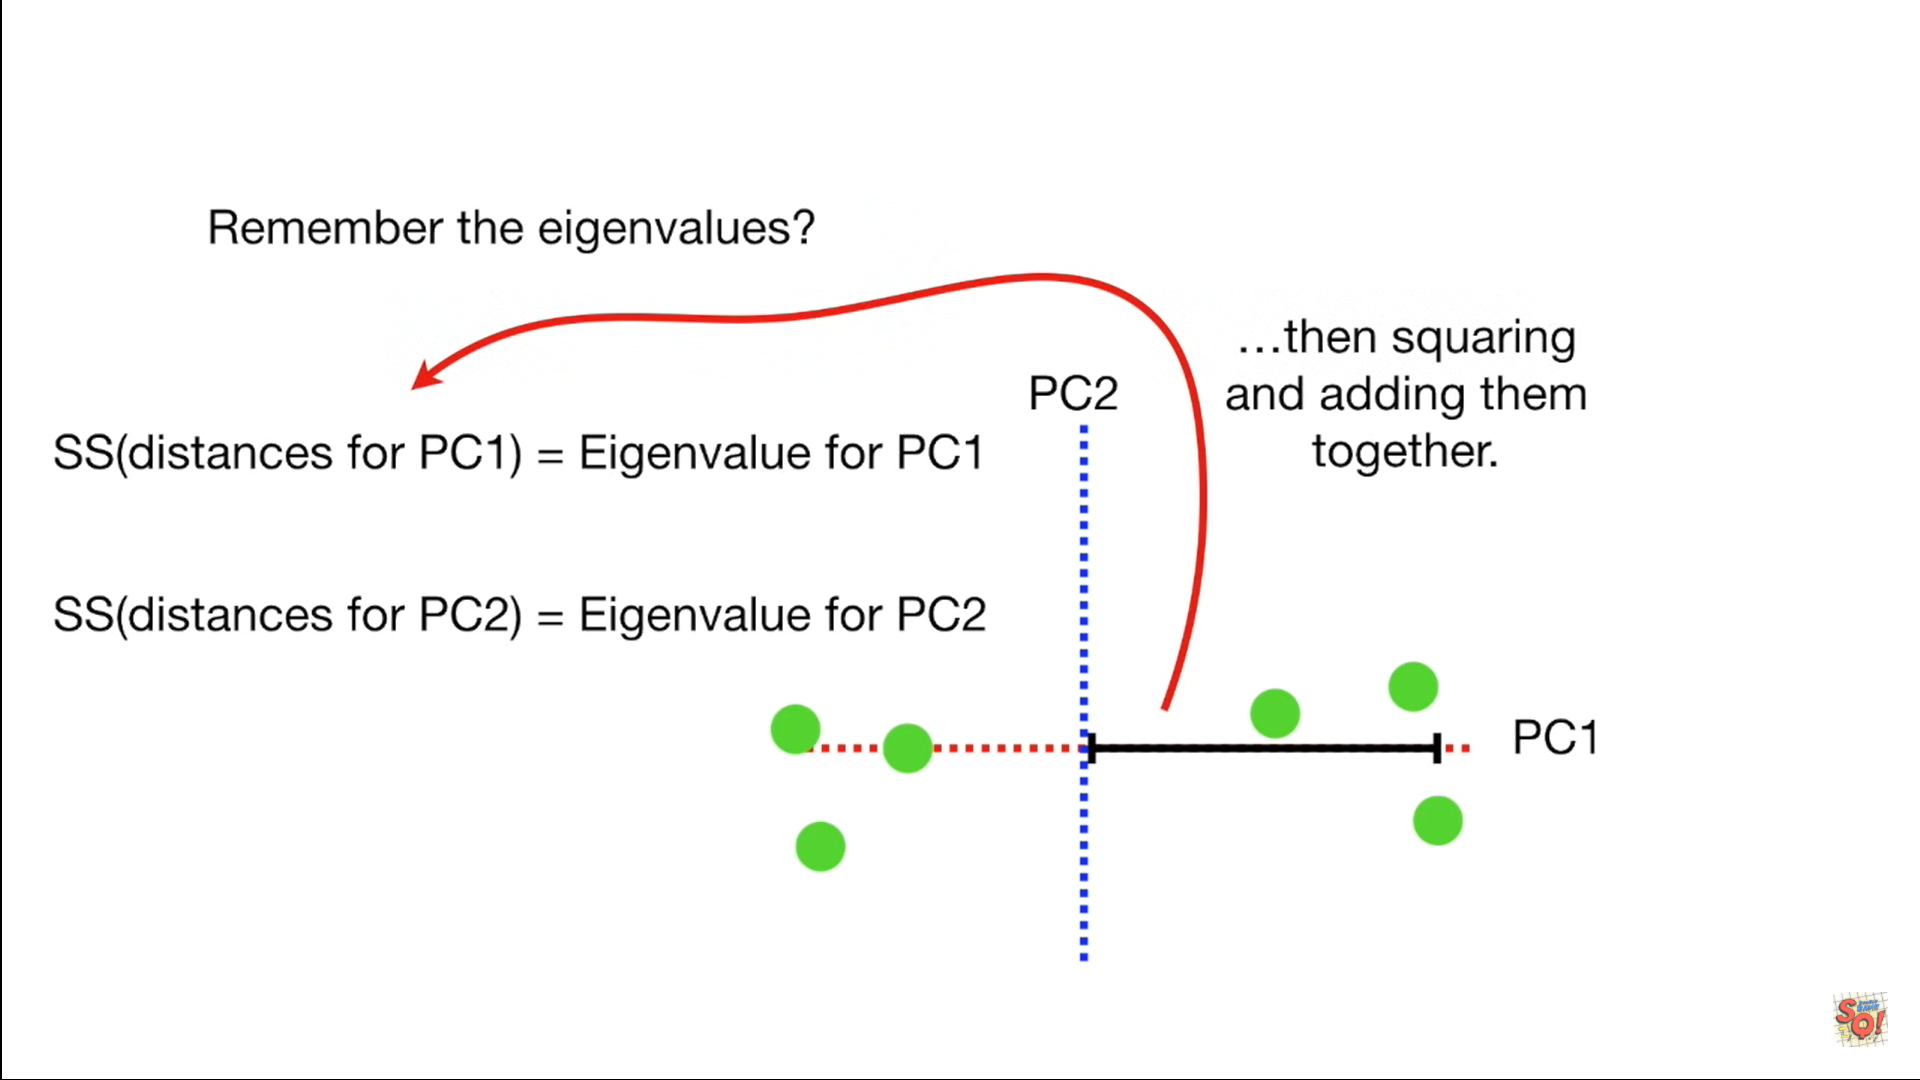 Remember the eigenvalues?
…then squaring
and adding them
together.
PC2
SS(distances for PC1) = Eigenvalue for PC1
SS(distances for PC2) = Eigenvalue for PC2
PC1
SQ!